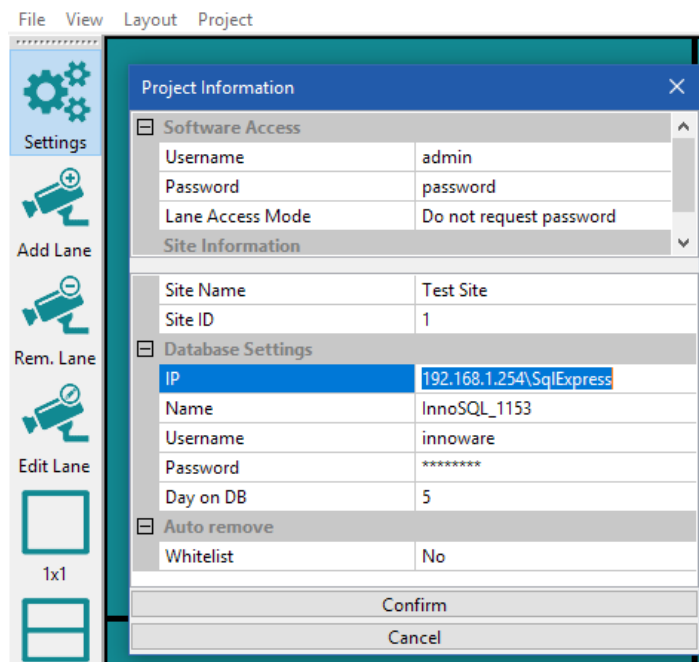 File View Layout Project
Settings
Add Lane
Rem. Lane
Edit Lane
1x1
Project Information
Software Access
Username admin
Password password
Lane Access Mode Do not request password
Site Information
Site Name Test Site
Site ID 1
Database Settings
IP 192.168.1.254\SqlExpress
Name InnoSQL_1153
Username innoware
Password ********
Day on DB 5
Auto remove
Whitelist No
Confirm
Cancel